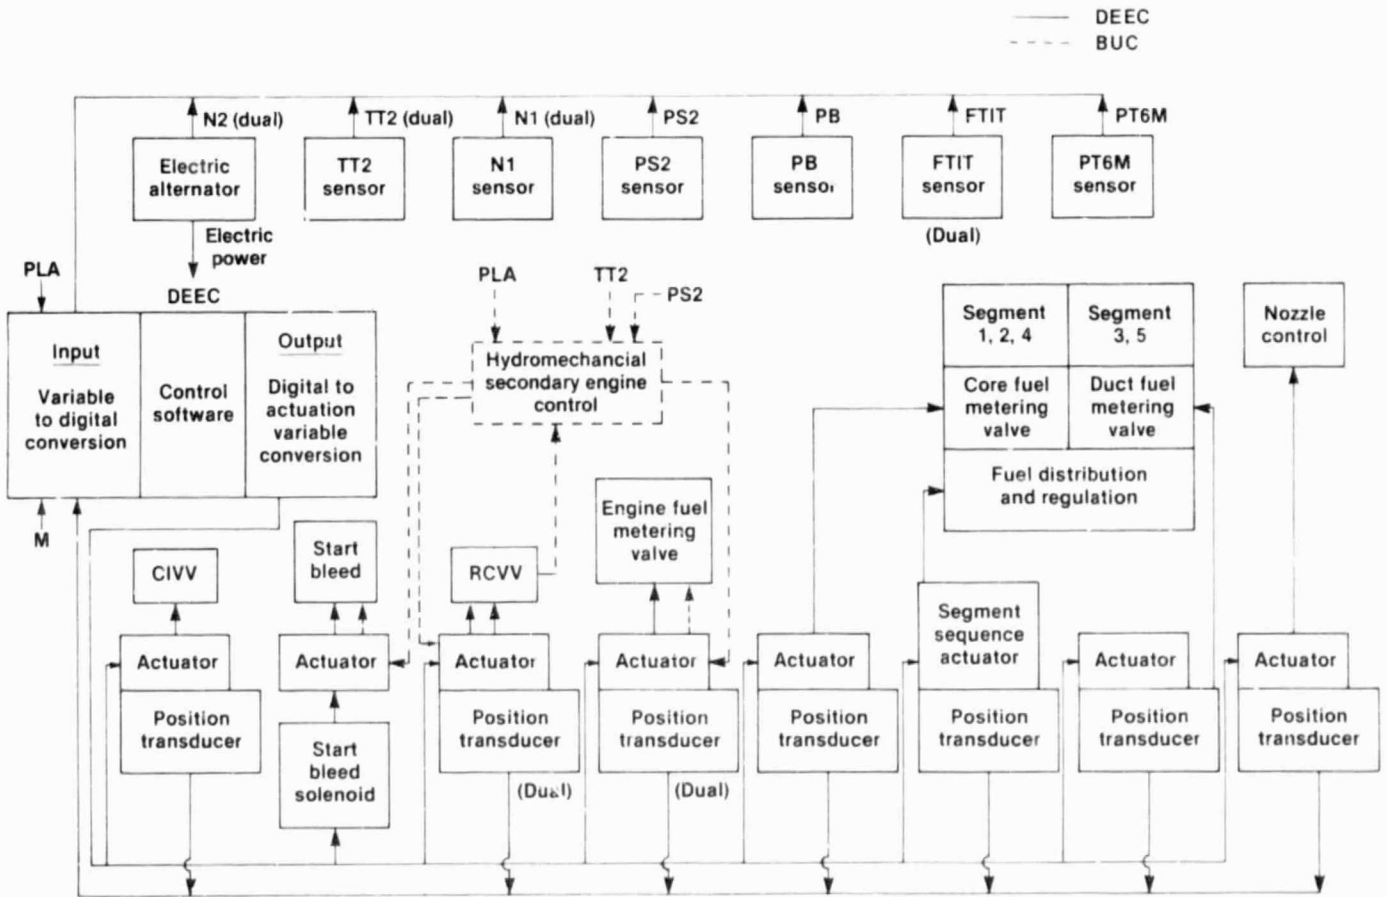 DEEC
BUC
N2 (dual)
TT2 (dual)
N1 (dual)
PS2
PB
FTIT
PT6M
Electric
alternator
TT2
sensor
N1
sensor
PS2
sensor
PB
sensor
FTIT
sensor
PT6M
sensor
(Dual)
Electric
power
PLA
DEEC
Input
Variable
to digital
conversion
Control
software
Output
Digital to
actuation
variable
conversion
M
PLA
TT2
PS2
Hydromechancial
secondary engine
control
Segment
1, 2, 4
Segment
3, 5
Core fuel
metering
valve
Duct fuel
metering
valve
Fuel distribution
and regulation
Nozzle
control
CIVV
Start
bleed
RCVV
Engine fuel
metering
valve
Actuator
Position
transducer
Actuator
Start
bleed
solenoid
Actuator
Position
transducer
(Dual)
Actuator
Position
transducer
(Dual)
Actuator
Position
transducer
Segment
sequence
actuator
Position
transducer
Actuator
Position
transducer
Actuator
Position
transducer